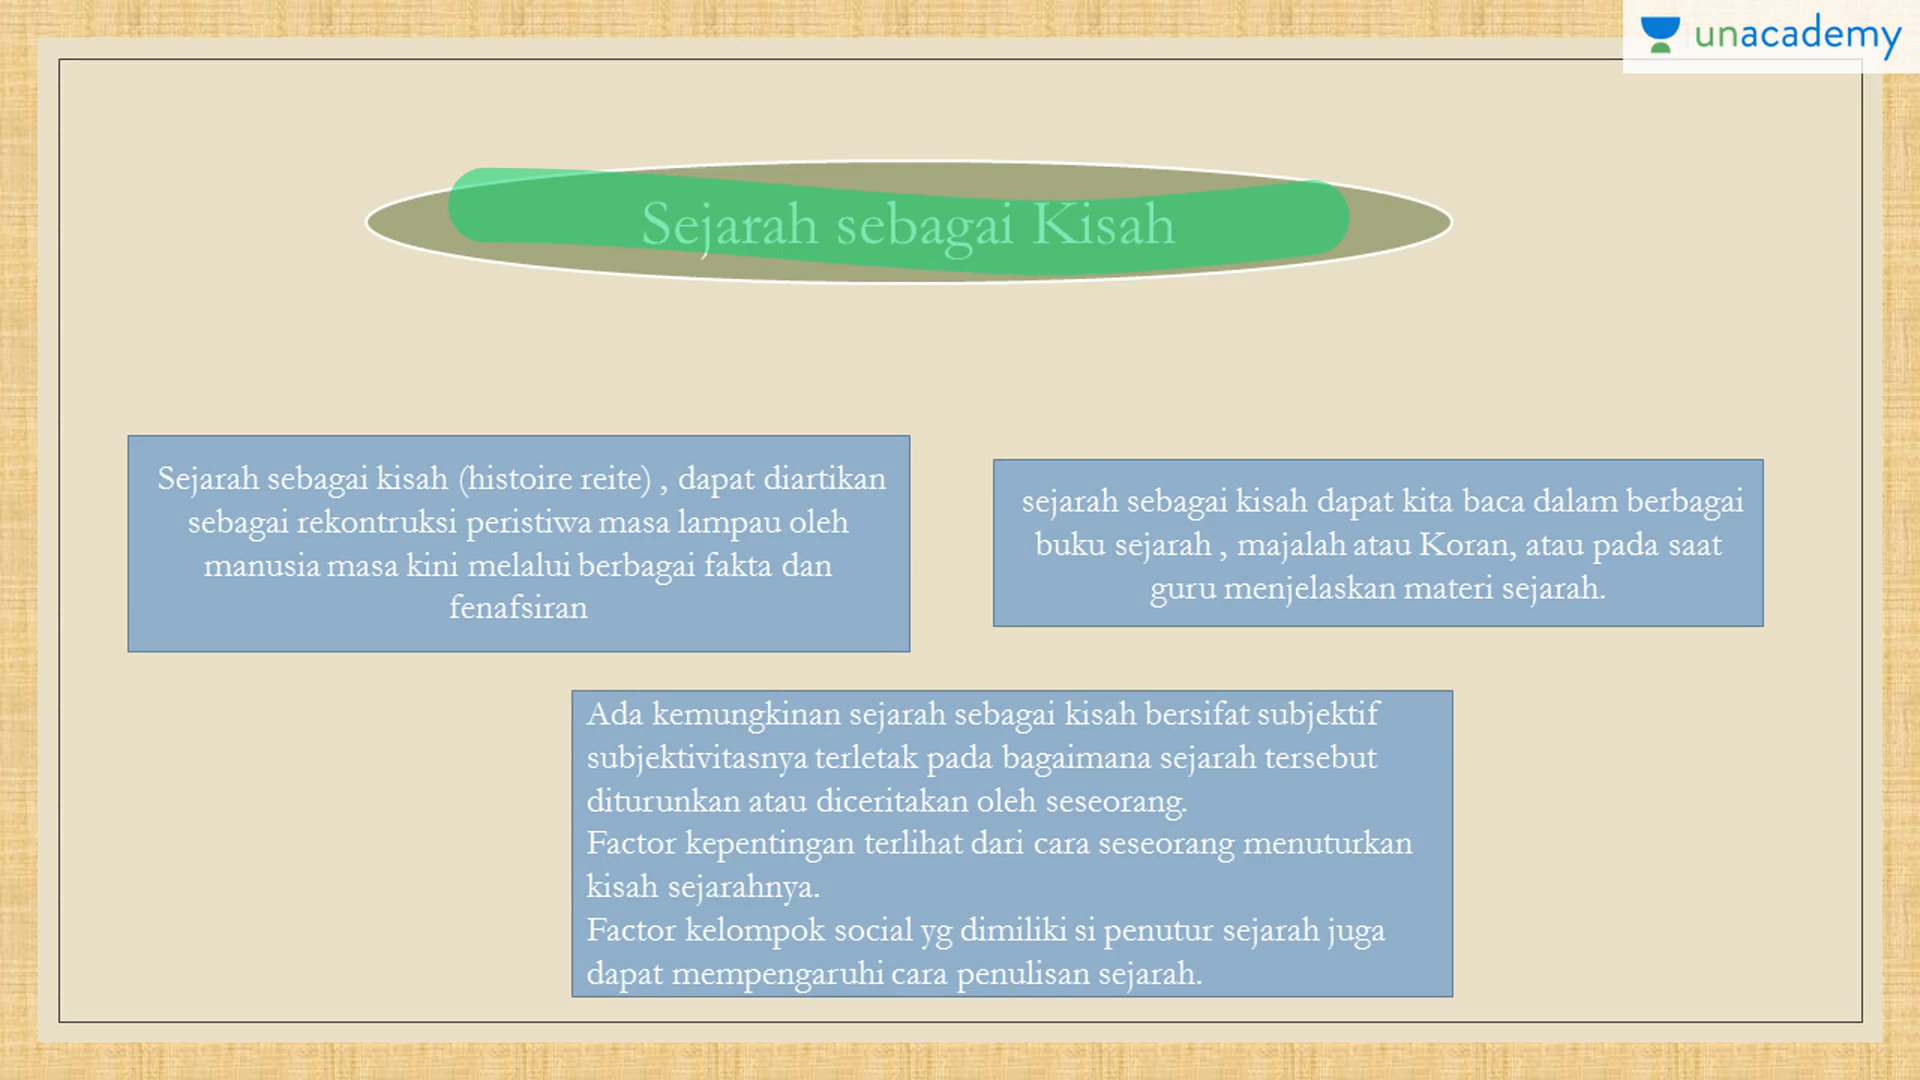 unacademy
Sejarah sebagai Kisah
Sejarah sebagai kisah (histoire reite) , dapat diartikan
sebagai rekontruksi peristiwa masa lampau oleh
manusia masa kini melalui berbagai fakta dan
fenafsiran
sejarah sebagai kisah dapat kita baca dalam berbagai
buku sejarah , majalah atau Koran, atau pada saat
guru menjelaskan materi sejarah.
Ada kemungkinan sejarah sebagai kisah bersifat subjektif
subjektivitasnya terletak pada bagaimana sejarah tersebut
diturunkan atau diceritakan oleh seseorang.
Factor kepentingan terlihat dari cara seseorang menuturkan
kisah sejarahnya.
Factor kelompok social yg dimiliki si penutur sejarah juga
dapat mempengaruhi cara penulisan sejarah.